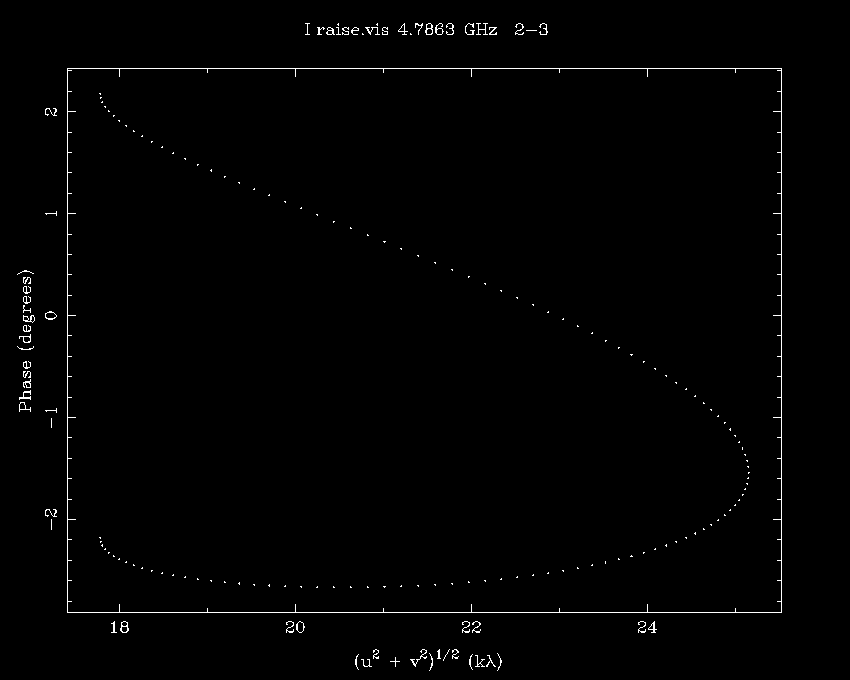 I raise.vis 4.7863 GHz 2-3
2
1
0
-1
-2
Phase (degrees)
18 20 22 24
(u² + v²)¹/² (kλ)